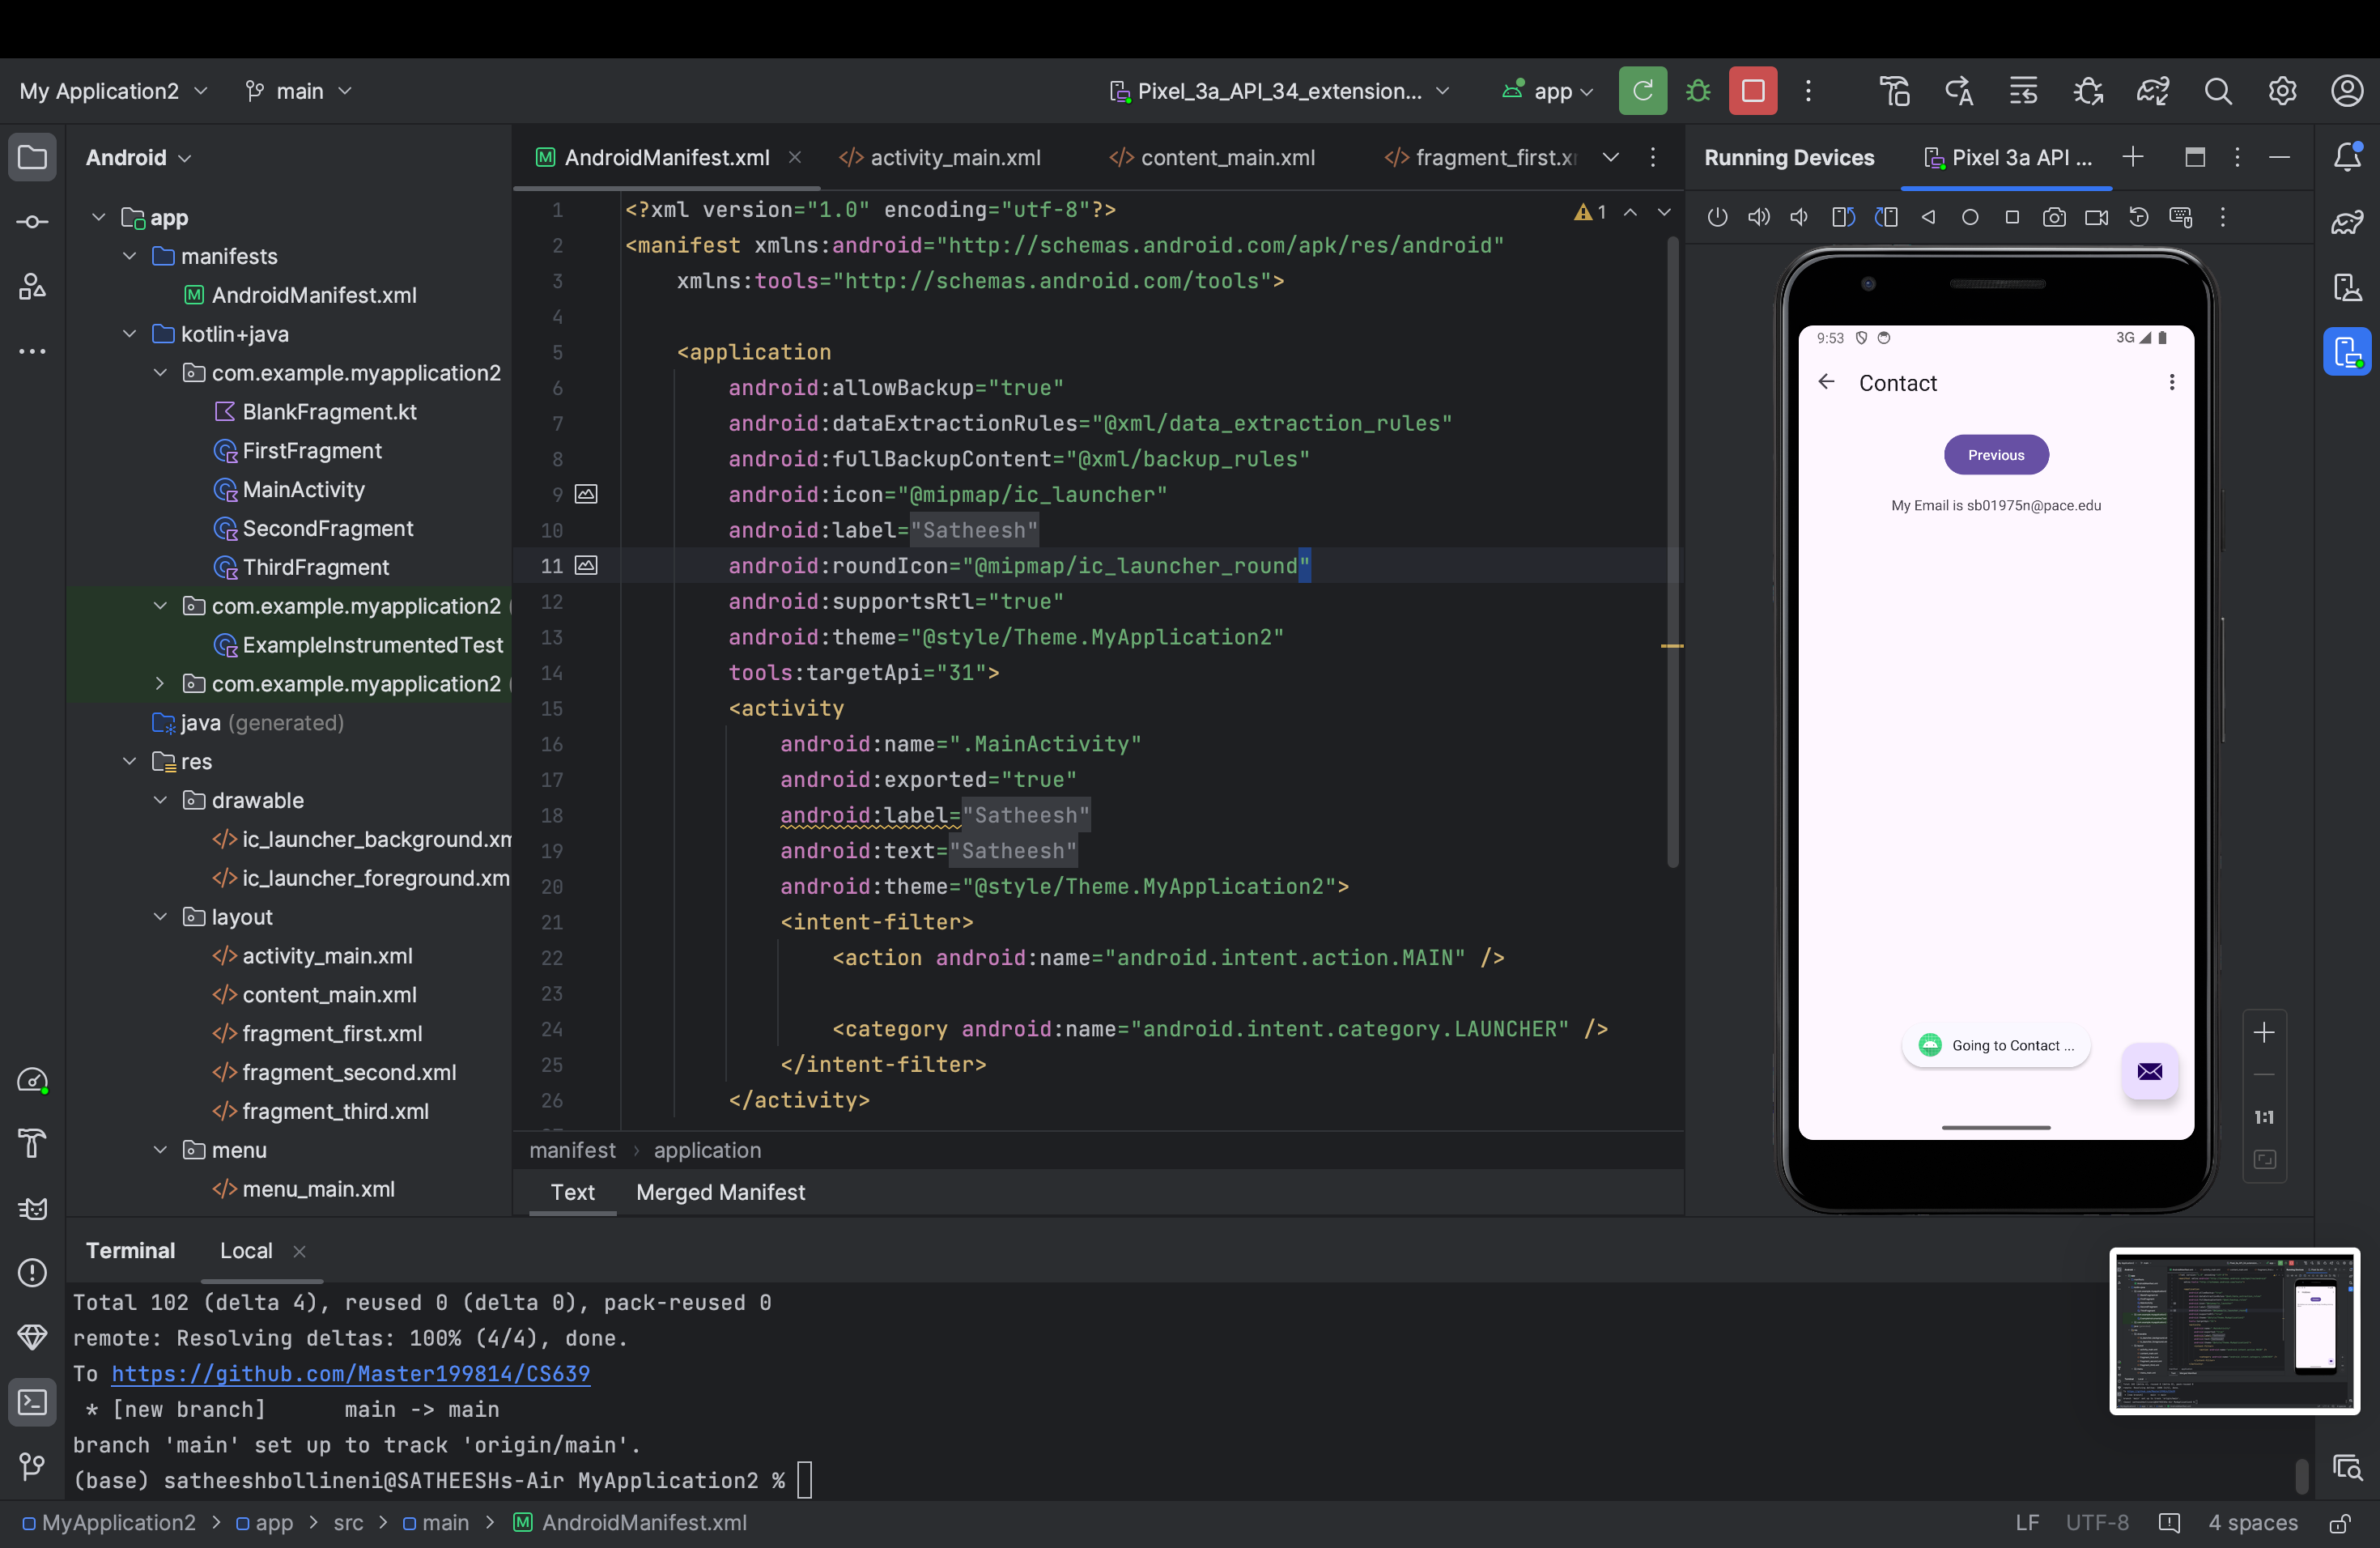 My Application2
main
Pixel_3a_API_34_extension...
app
Android
app
manifests
AndroidManifest.xml
kotlin+java
com.example.myapplication2
BlankFragment.kt
FirstFragment
MainActivity
SecondFragment
ThirdFragment
com.example.myapplication2 (
ExampleInstrumentedTest
com.example.myapplication2 (
java (generated)
res
drawable
ic_launcher_background.xm
ic_launcher_foreground.xm
layout
activity_main.xml
content_main.xml
fragment_first.xml
fragment_second.xml
fragment_third.xml
menu
menu_main.xml
AndroidManifest.xml
activity_main.xml
content_main.xml
fragment_first.x
1
1 <?xml version="1.0" encoding="utf-8"?>
2 <manifest xmlns:android="http://schemas.android.com/apk/res/android"
3 xmlns:tools="http://schemas.android.com/tools">
4
5 <application
6 android:allowBackup="true"
7 android:dataExtractionRules="@xml/data_extraction_rules"
8 android:fullBackupContent="@xml/backup_rules"
9 android:icon="@mipmap/ic_launcher"
10 android:label="Satheesh"
11 android:roundIcon="@mipmap/ic_launcher_round"
12 android:supportsRtl="true"
13 android:theme="@style/Theme.MyApplication2"
14 tools:targetApi="31">
15 <activity
16 android:name=".MainActivity"
17 android:exported="true"
18 android:label="Satheesh"
19 android:text="Satheesh"
20 android:theme="@style/Theme.MyApplication2">
21 <intent-filter>
22 <action android:name="android.intent.action.MAIN" />
23
24 <category android:name="android.intent.category.LAUNCHER" />
25 </intent-filter>
26 </activity>
manifest › application
Text
Merged Manifest
Running Devices
Pixel 3a API ...
9:53
3G
Contact
Previous
My Email is sb01975n@pace.edu
Going to Contact ...
1:1
Terminal
Local
Total 102 (delta 4), reused 0 (delta 0), pack-reused 0
remote: Resolving deltas: 100% (4/4), done.
To https://github.com/Master199814/CS639
* [new branch] main -> main
branch 'main' set up to track 'origin/main'.
(base) satheeshbollineni@SATHEESHs-Air MyApplication2 %
MyApplication2 > app > src > main > AndroidManifest.xml
LF
UTF-8
4 spaces